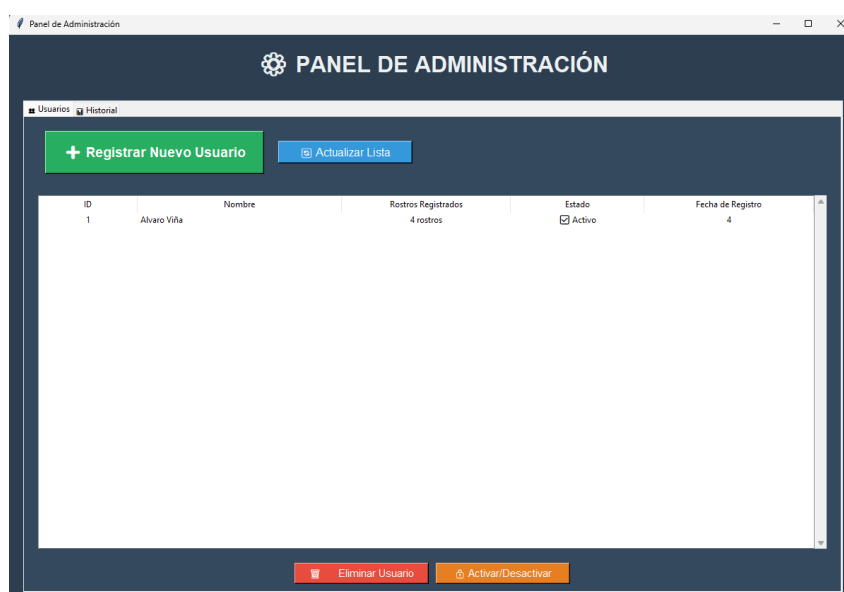 Panel de Administración
PANEL DE ADMINISTRACIÓN
Usuarios Historial
Registrar Nuevo Usuario Actualizar Lista
ID Nombre Rostros Registrados Estado Fecha de Registro
1 Alvaro Viña 4 rostros Activo 4
Eliminar Usuario Activar/Desactivar